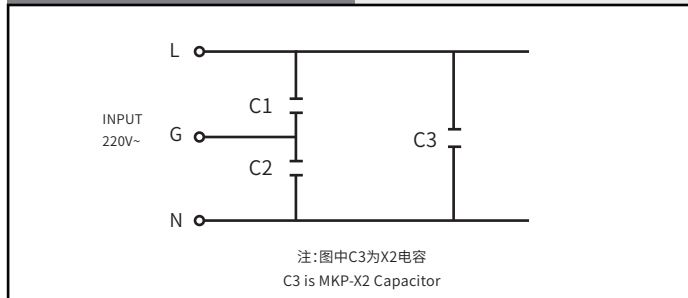 L
C1
INPUT
220V~
G
C3
C2
N
注:图中C3为X2电容
C3 is MKP-X2 Capacitor